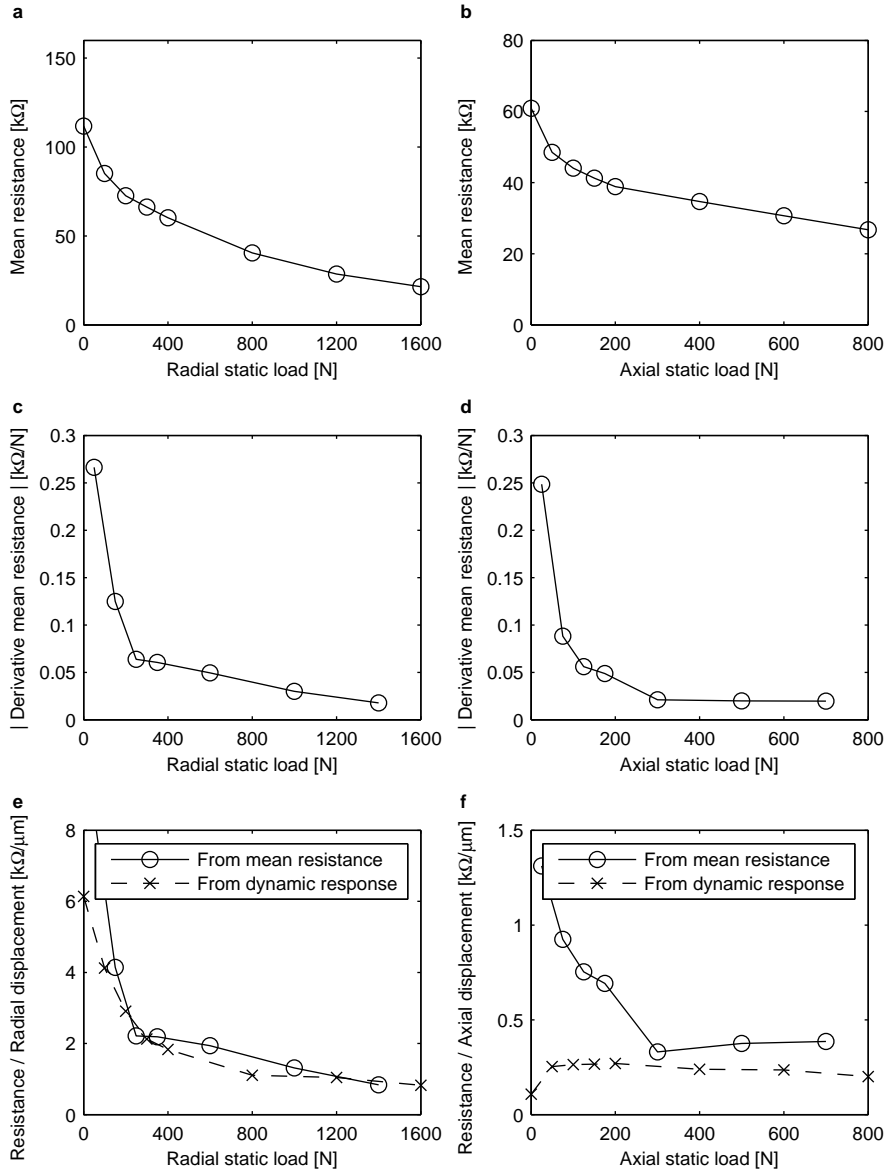 a
Mean resistance [kΩ]
150
100
50
0
0 400 800 1200 1600
Radial static load [N]
b
Mean resistance [kΩ]
80
60
40
20
0
0 200 400 600 800
Axial static load [N]
c
| Derivative mean resistance | [kΩ/N]
0.3
0.25
0.2
0.15
0.1
0.05
0
0 400 800 1200 1600
Radial static load [N]
d
| Derivative mean resistance | [kΩ/N]
0.3
0.25
0.2
0.15
0.1
0.05
0
0 200 400 600 800
Axial static load [N]
e
Resistance / Radial displacement [kΩ/μm]
8
6
4
2
0
From mean resistance
From dynamic response
0 400 800 1200 1600
Radial static load [N]
f
Resistance / Axial displacement [kΩ/μm]
1.5
1
0.5
0
From mean resistance
From dynamic response
0 200 400 600 800
Axial static load [N]